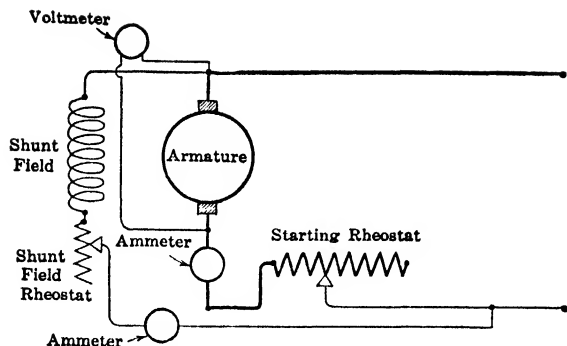 Voltmeter
Shunt
Field
Armature
Ammeter
Starting Rheostat
Shunt
Field
Rheostat
Ammeter